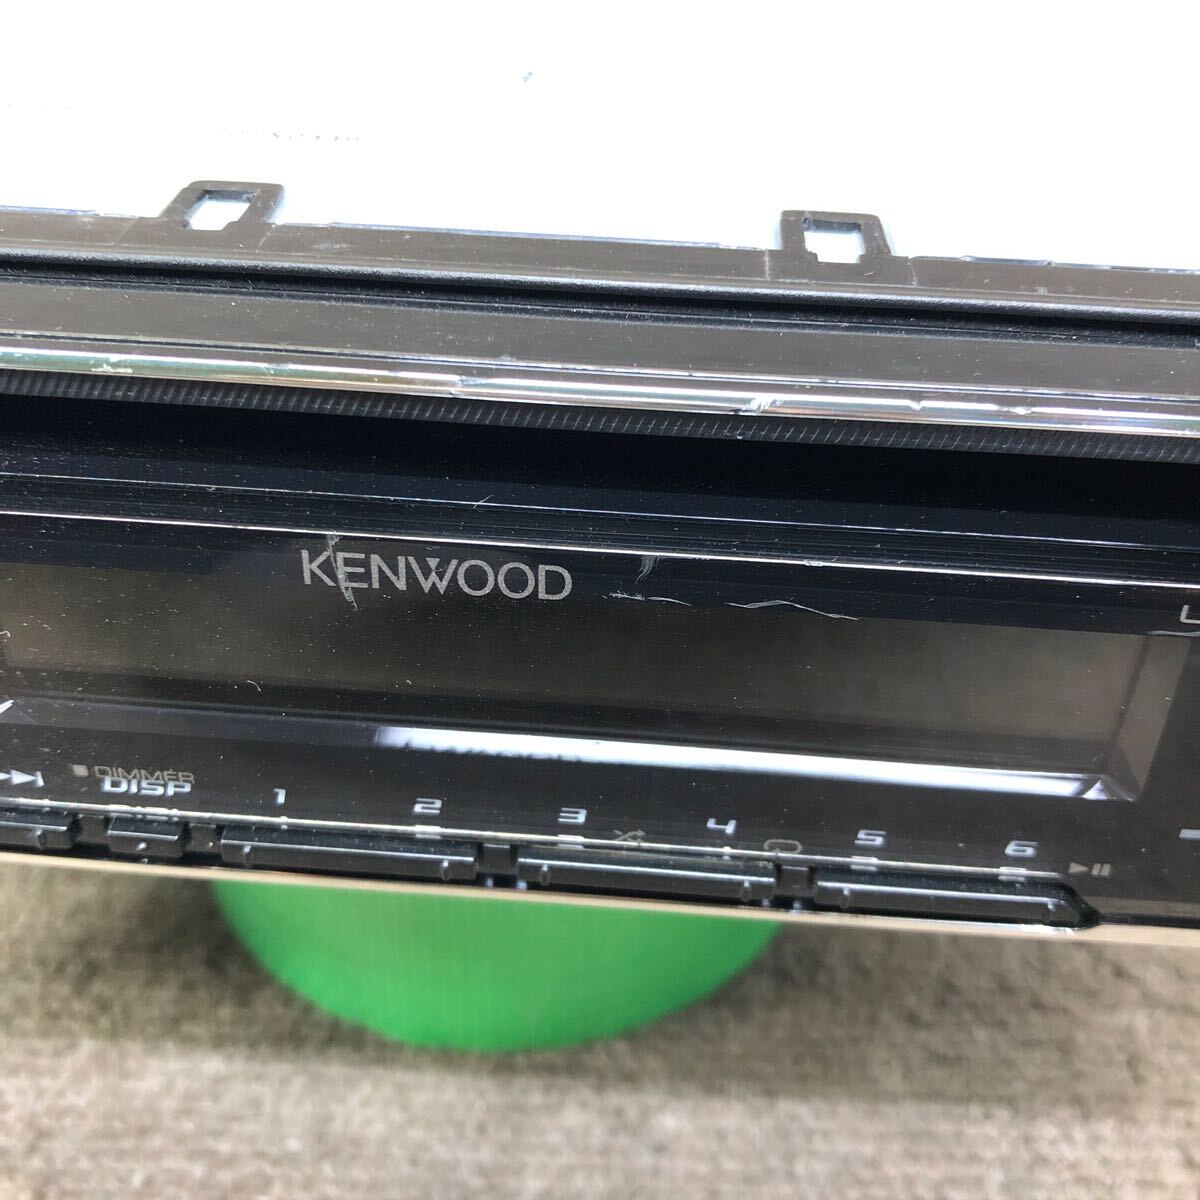 KENWOOD
DIMMER
DISP
1 2 3 4 5 6